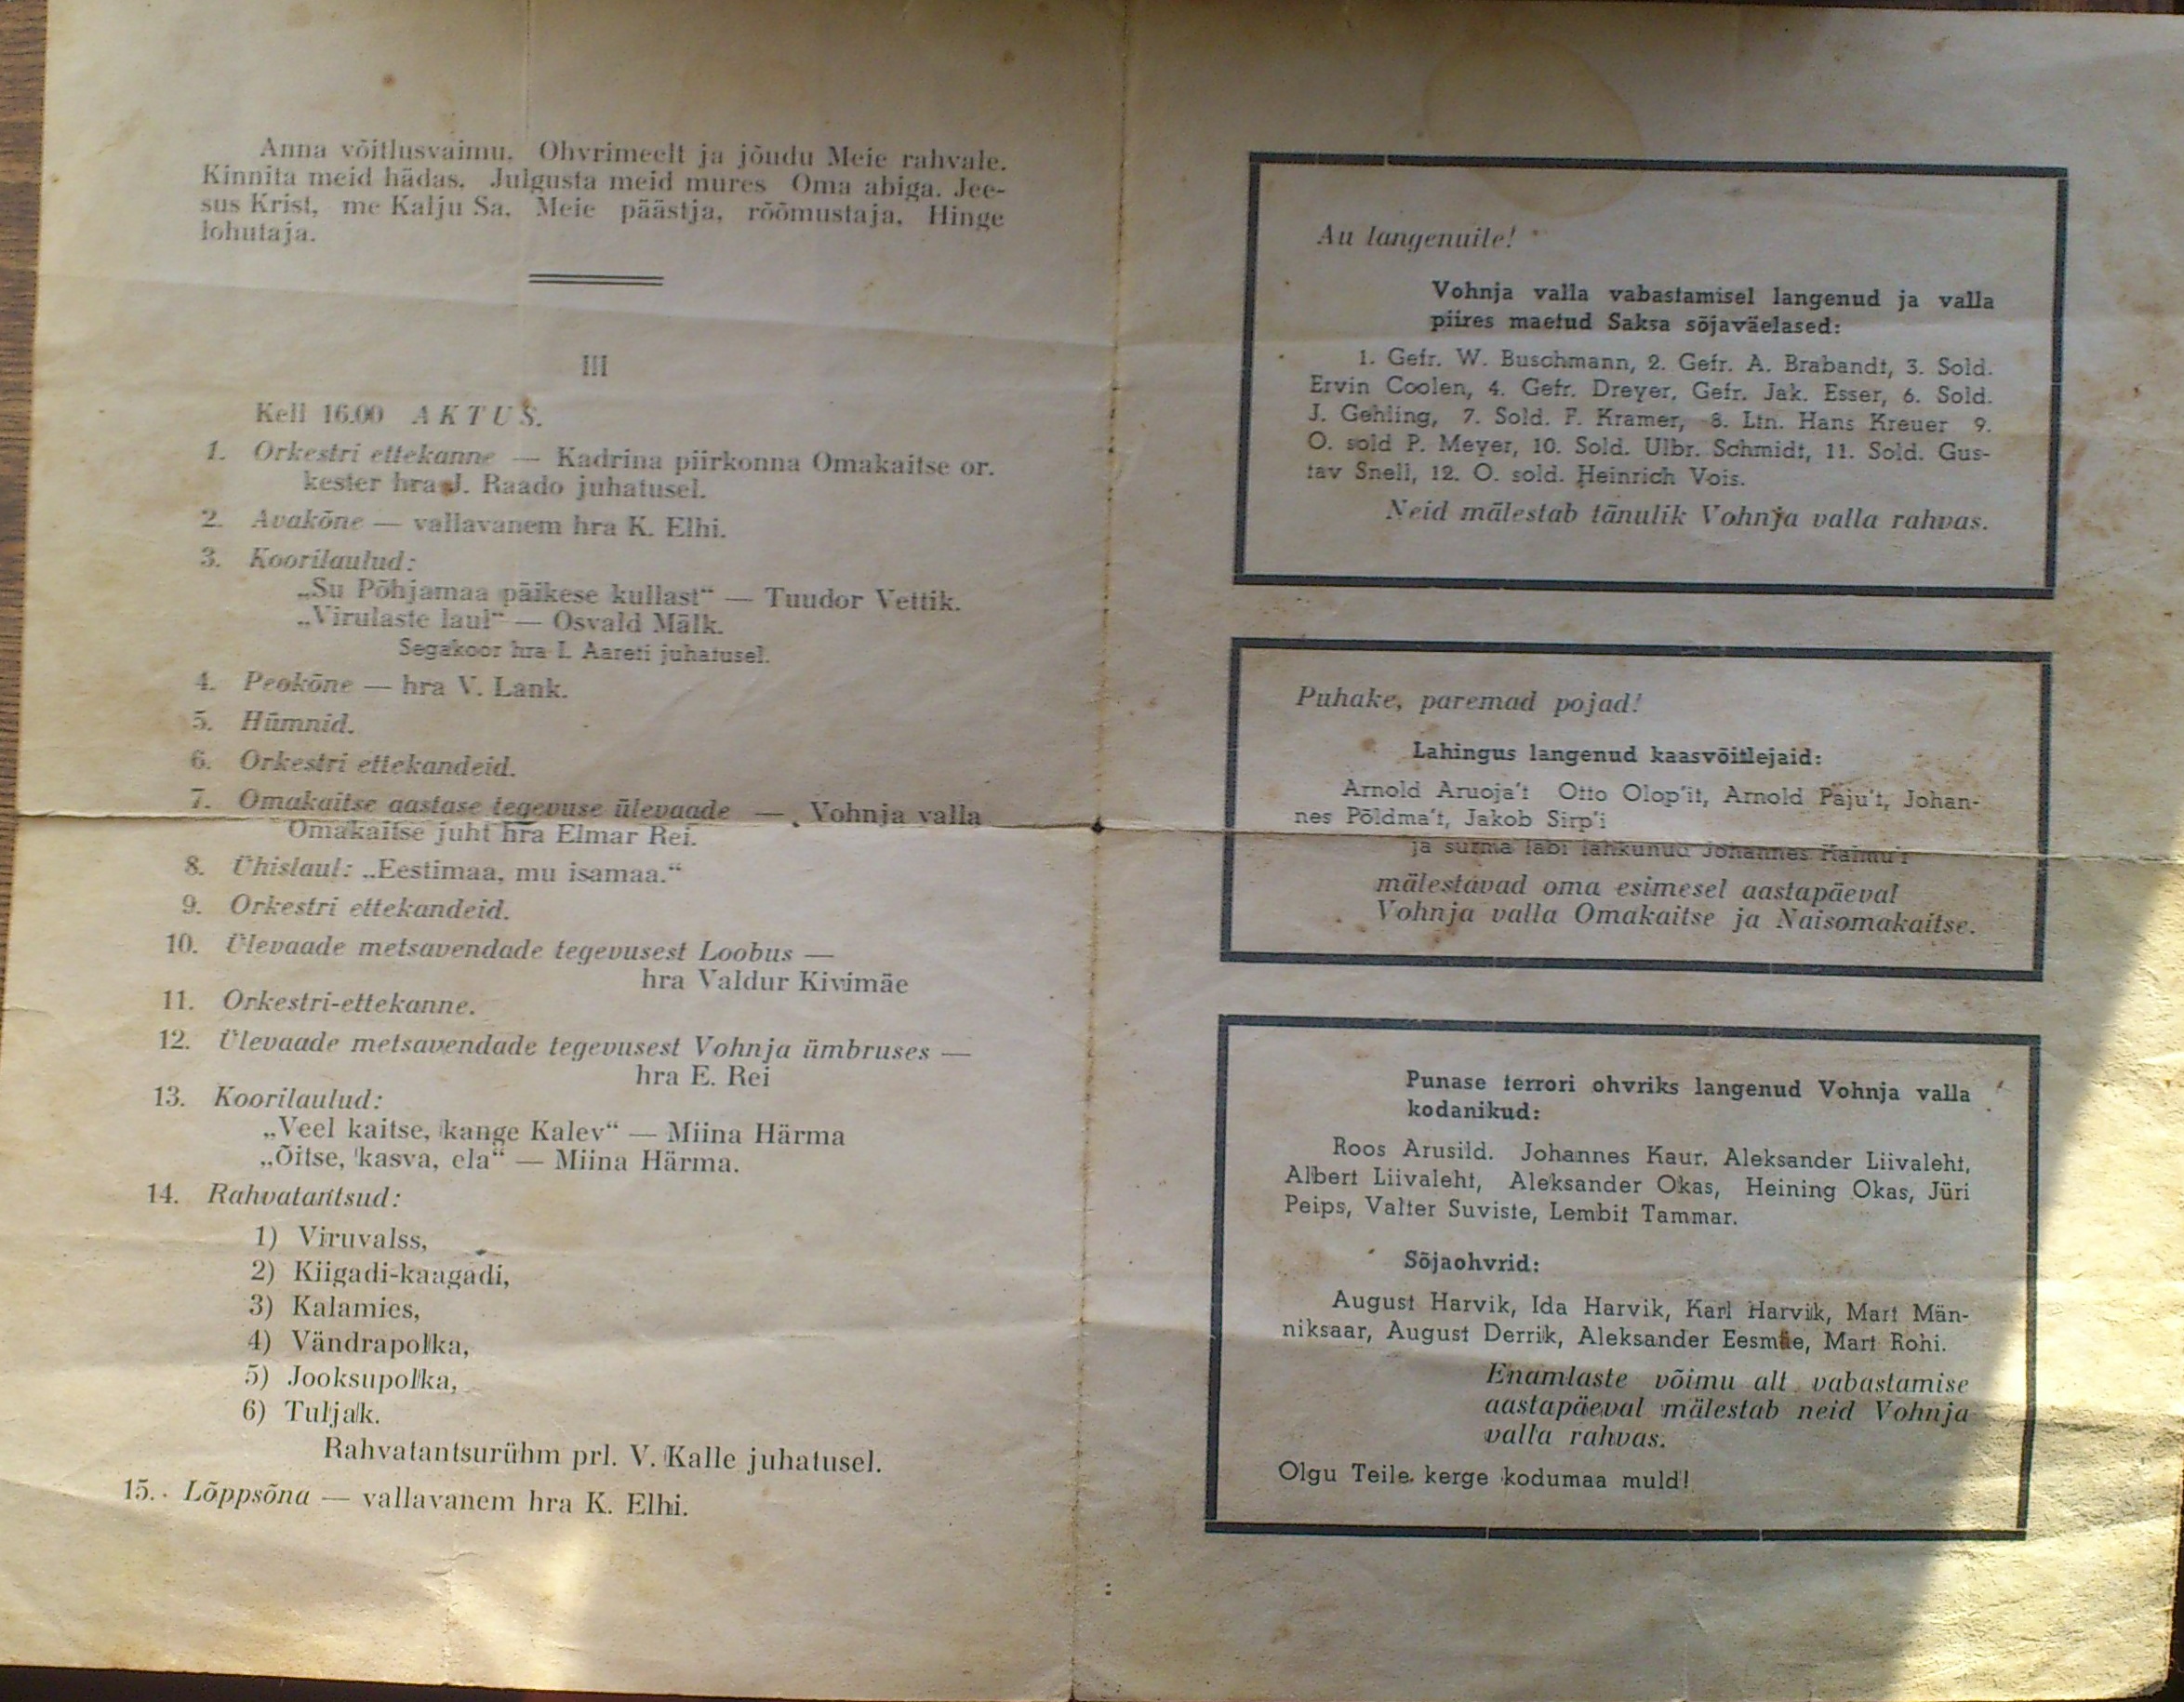 Anna võitlusvaimu. Ohvrimeelt ja jõudu Meie rahvale.
Kinnita meid hädas. Julgusta meid mures Oma abiga. Jee-
sus Krist, me Kalju Sa. Meie päästja, rõõmustaja, Hinge
lohutaja.
III
Kell 16.00 AKTUS.
1. Orkestri ettekanne — Kadrina piirkonna Omakaitse or.
kester hra J. Raado juhatusel.
2. Avakõne — vallavanem hra K. Elhi.
3. Koorilaulud:
„Su Põhjamaa päikese kullast“ — Tuudor Vettik.
„Virulaste laul“ — Osvald Mälk.
Segakoor hra I. Aareti juhatusel.
4. Peokõne — hra V. Lank.
5. Hümnid.
6. Orkestri ettekandeid.
7. Omakaitse aastase tegevuse ülevaade — Vohnja valla
Omakaitse juht hra Elmar Rei.
8. Ühislaul: „Eestimaa, mu isamaa.“
9. Orkestri ettekandeid.
10. Ülevaade metsavendade tegevusest Loobus —
hra Valdur Kivimäe
11. Orkestri-ettekanne.
12. Ülevaade metsavendade tegevusest Vohnja ümbruses —
hra E. Rei
13. Koorilaulud:
„Veel kaitse, kange Kalev“ — Miina Härma
„Õitse, kasva, ela“ — Miina Härma.
14. Rahvatantsud:
1) Viruvalss,
2) Kiigadi-kaagadi,
3) Kalamies,
4) Vändrapolka,
5) Jooksupolka,
6) Tuljak.
Rahvatantsurühm prl. V. Kalle juhatusel.
15. Lõppsõna — vallavanem hra K. Elhi.
Au langenuile!
Vohnja valla vabastamisel langenud ja valla
piires maetud Saksa sõjaväelased:
1. Gefr. W. Buschmann, 2. Gefr. A. Brabandt, 3. Sold.
Ervin Coolen, 4. Gefr. Dreyer, Gefr. Jak. Esser, 6. Sold.
J. Gehling, 7. Sold. F. Kramer, 8. Ltn. Hans Kreuer 9.
O. sold P. Meyer, 10. Sold. Ulbr. Schmidt, 11. Sold. Gus-
tav Snell, 12. O. sold. Heinrich Vois.
Neid mälestab tänulik Vohnja valla rahvas.
Puhake, paremad pojad!
Lahingus langenud kaasvõitlejaid:
Arnold Aruoja't Otto Olop'it, Arnold Paju't, Johan-
nes Põldma't, Jakob Sirp'i
ja surma läbi lahkunud Johannes
mälestavad oma esimesel aastapäeval
Vohnja valla Omakaitse ja Naisomakaitse.
Punase terrori ohvriks langenud Vohnja valla
kodanikud:
Roos Arusild. Johannes Kaur, Aleksander Liivaleht,
Albert Liivaleht, Aleksander Okas, Heining Okas, Jüri
Peips, Valter Suviste, Lembit Tammar.
Sõjaohvrid:
August Harvik, Ida Harvik, Karl Harvik, Mart Män-
niksaar, August Derrik, Aleksander Eesmäe, Mart Rohi.
Enamlaste võimu alt vabastamise
aastapäeval mälestab neid Vohnja
valla rahvas.
Olgu Teile kerge kodumaa muld!